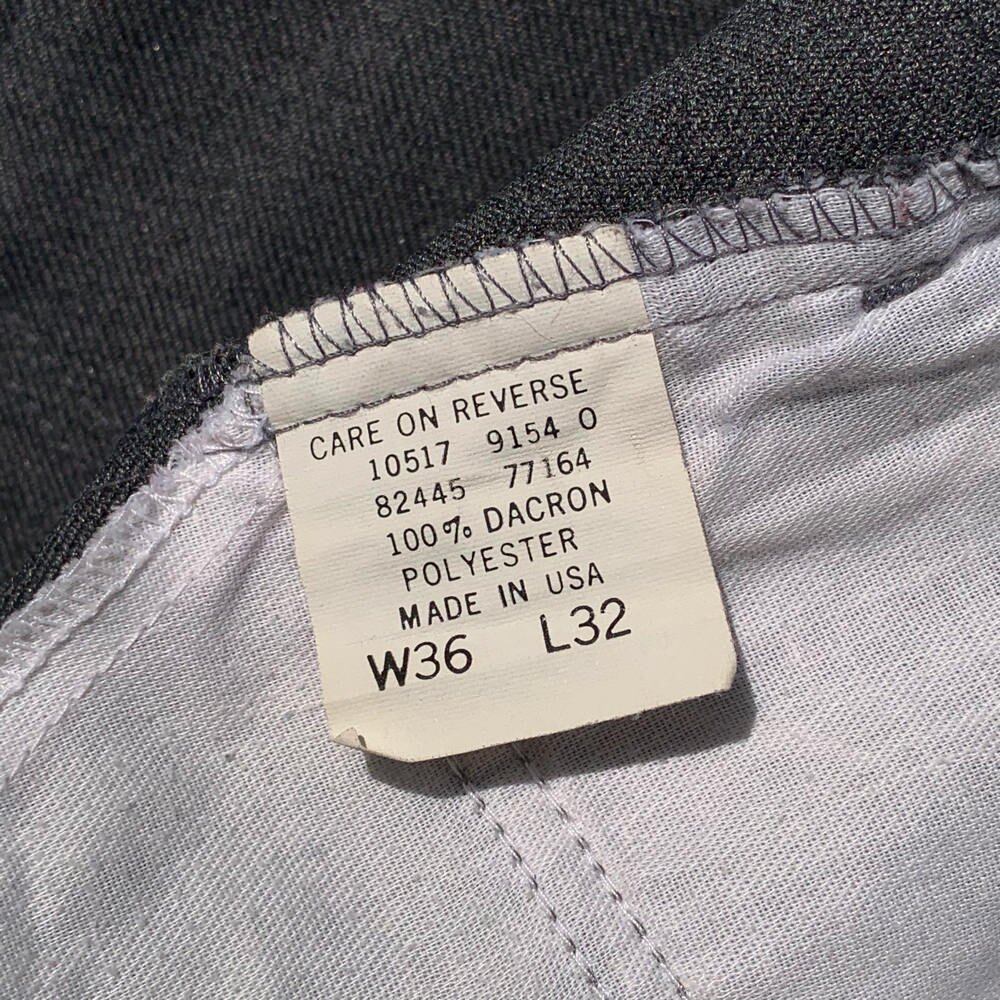 CARE ON REVERSE
10517 9154 0
82445 77164
100% DACRON
POLYESTER
MADE IN USA
W36 L32